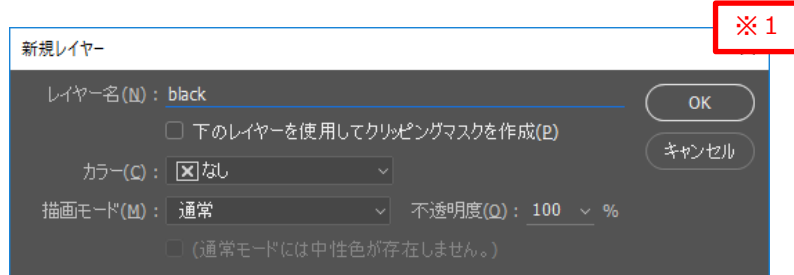 ※１
新規レイヤー
レイヤー名(N)： black
OK
下のレイヤーを使用してクリッピングマスクを作成(P)
キャンセル
カラー(C)： なし
描画モード(M)： 通常 不透明度(O)： 100 %
(通常モードには中性色が存在しません。)